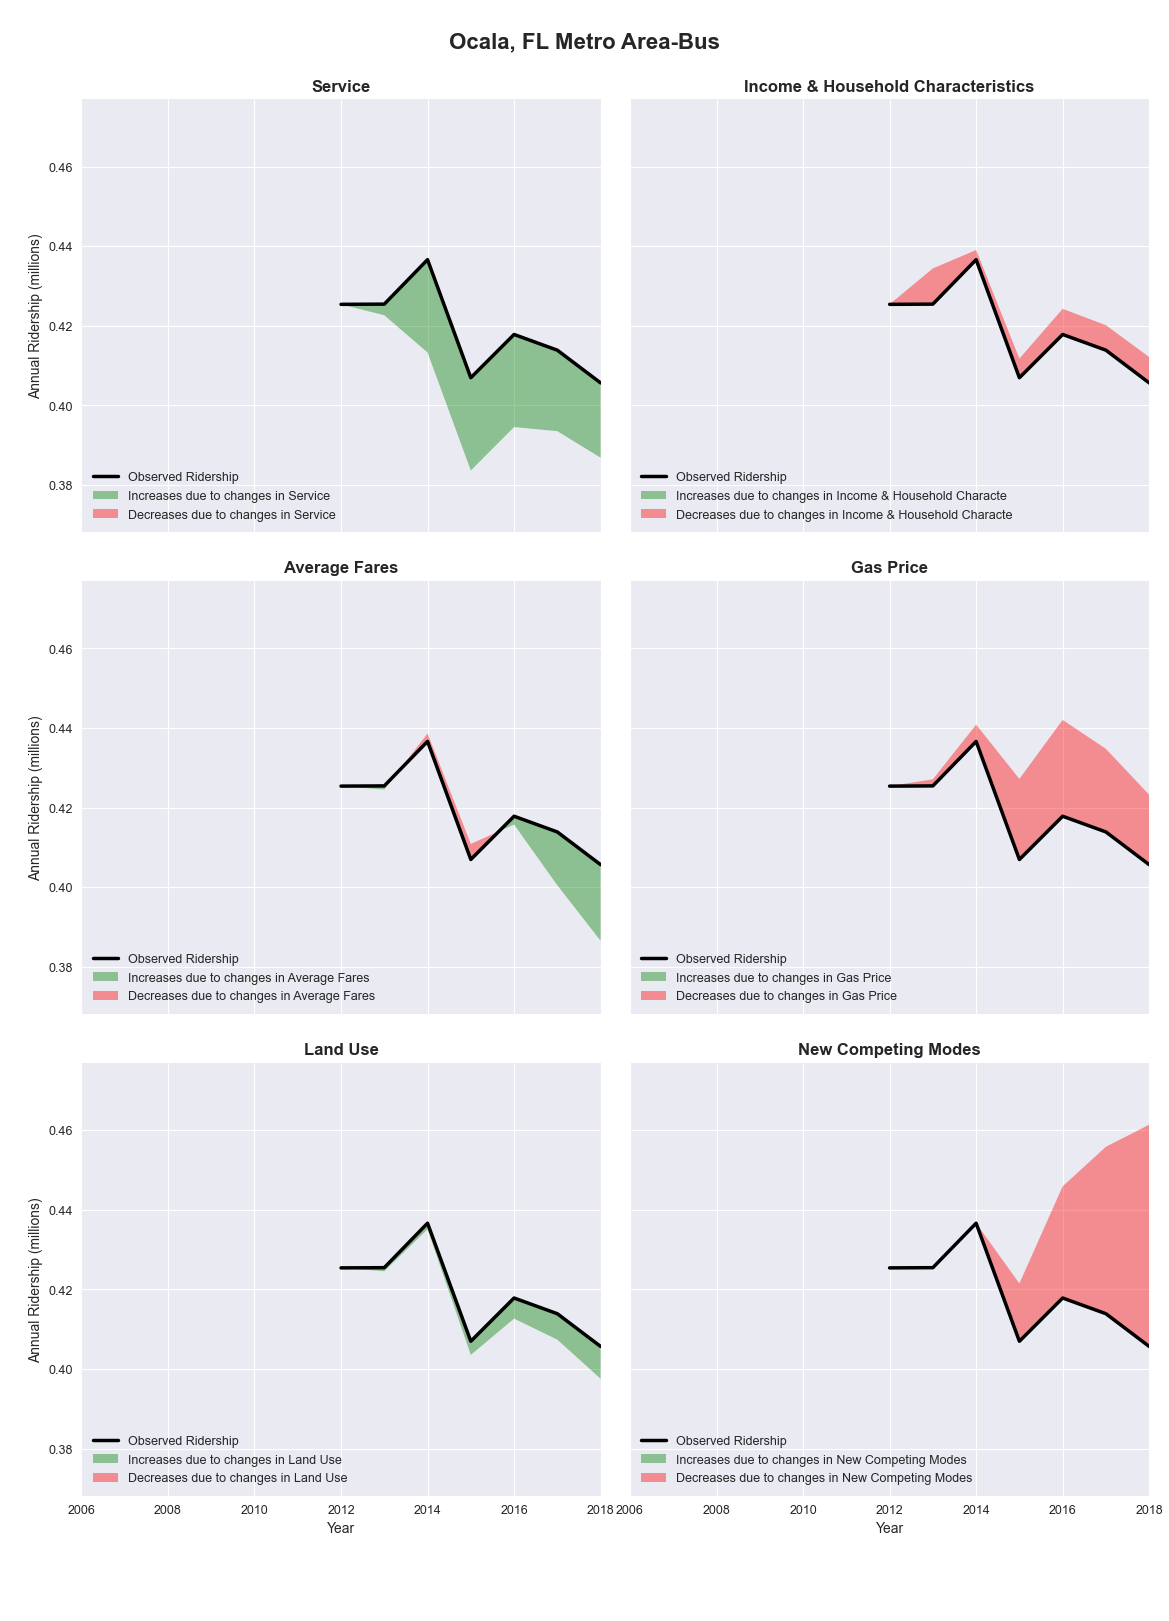 Ocala, FL Metro Area-Bus
Service
Income & Household Characteristics
0.46
0.44
0.42
0.40
0.38
Annual Ridership (millions)
Observed Ridership
Increases due to changes in Service
Decreases due to changes in Service
Observed Ridership
Increases due to changes in Income & Household Characte
Decreases due to changes in Income & Household Characte
Average Fares
Gas Price
0.46
0.44
0.42
0.40
0.38
Annual Ridership (millions)
Observed Ridership
Increases due to changes in Average Fares
Decreases due to changes in Average Fares
Observed Ridership
Increases due to changes in Gas Price
Decreases due to changes in Gas Price
Land Use
New Competing Modes
0.46
0.44
0.42
0.40
0.38
Annual Ridership (millions)
Observed Ridership
Increases due to changes in Land Use
Decreases due to changes in Land Use
Observed Ridership
Increases due to changes in New Competing Modes
Decreases due to changes in New Competing Modes
2006 2008 2010 2012 2014 2016 2018
2006 2008 2010 2012 2014 2016 2018
Year
Year